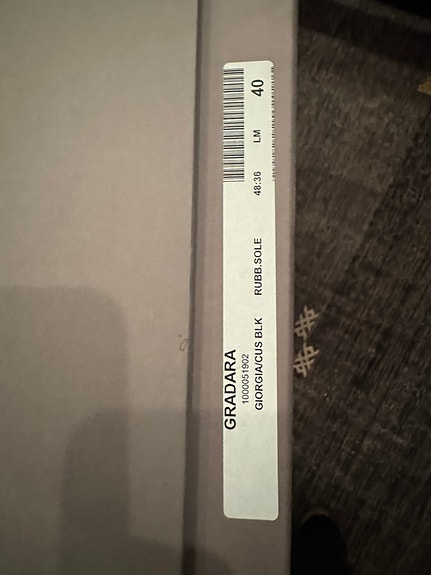 GRADARA
1000051902
GIORGIA/CUS BLK RUBB.SOLE 48:36 LM 40